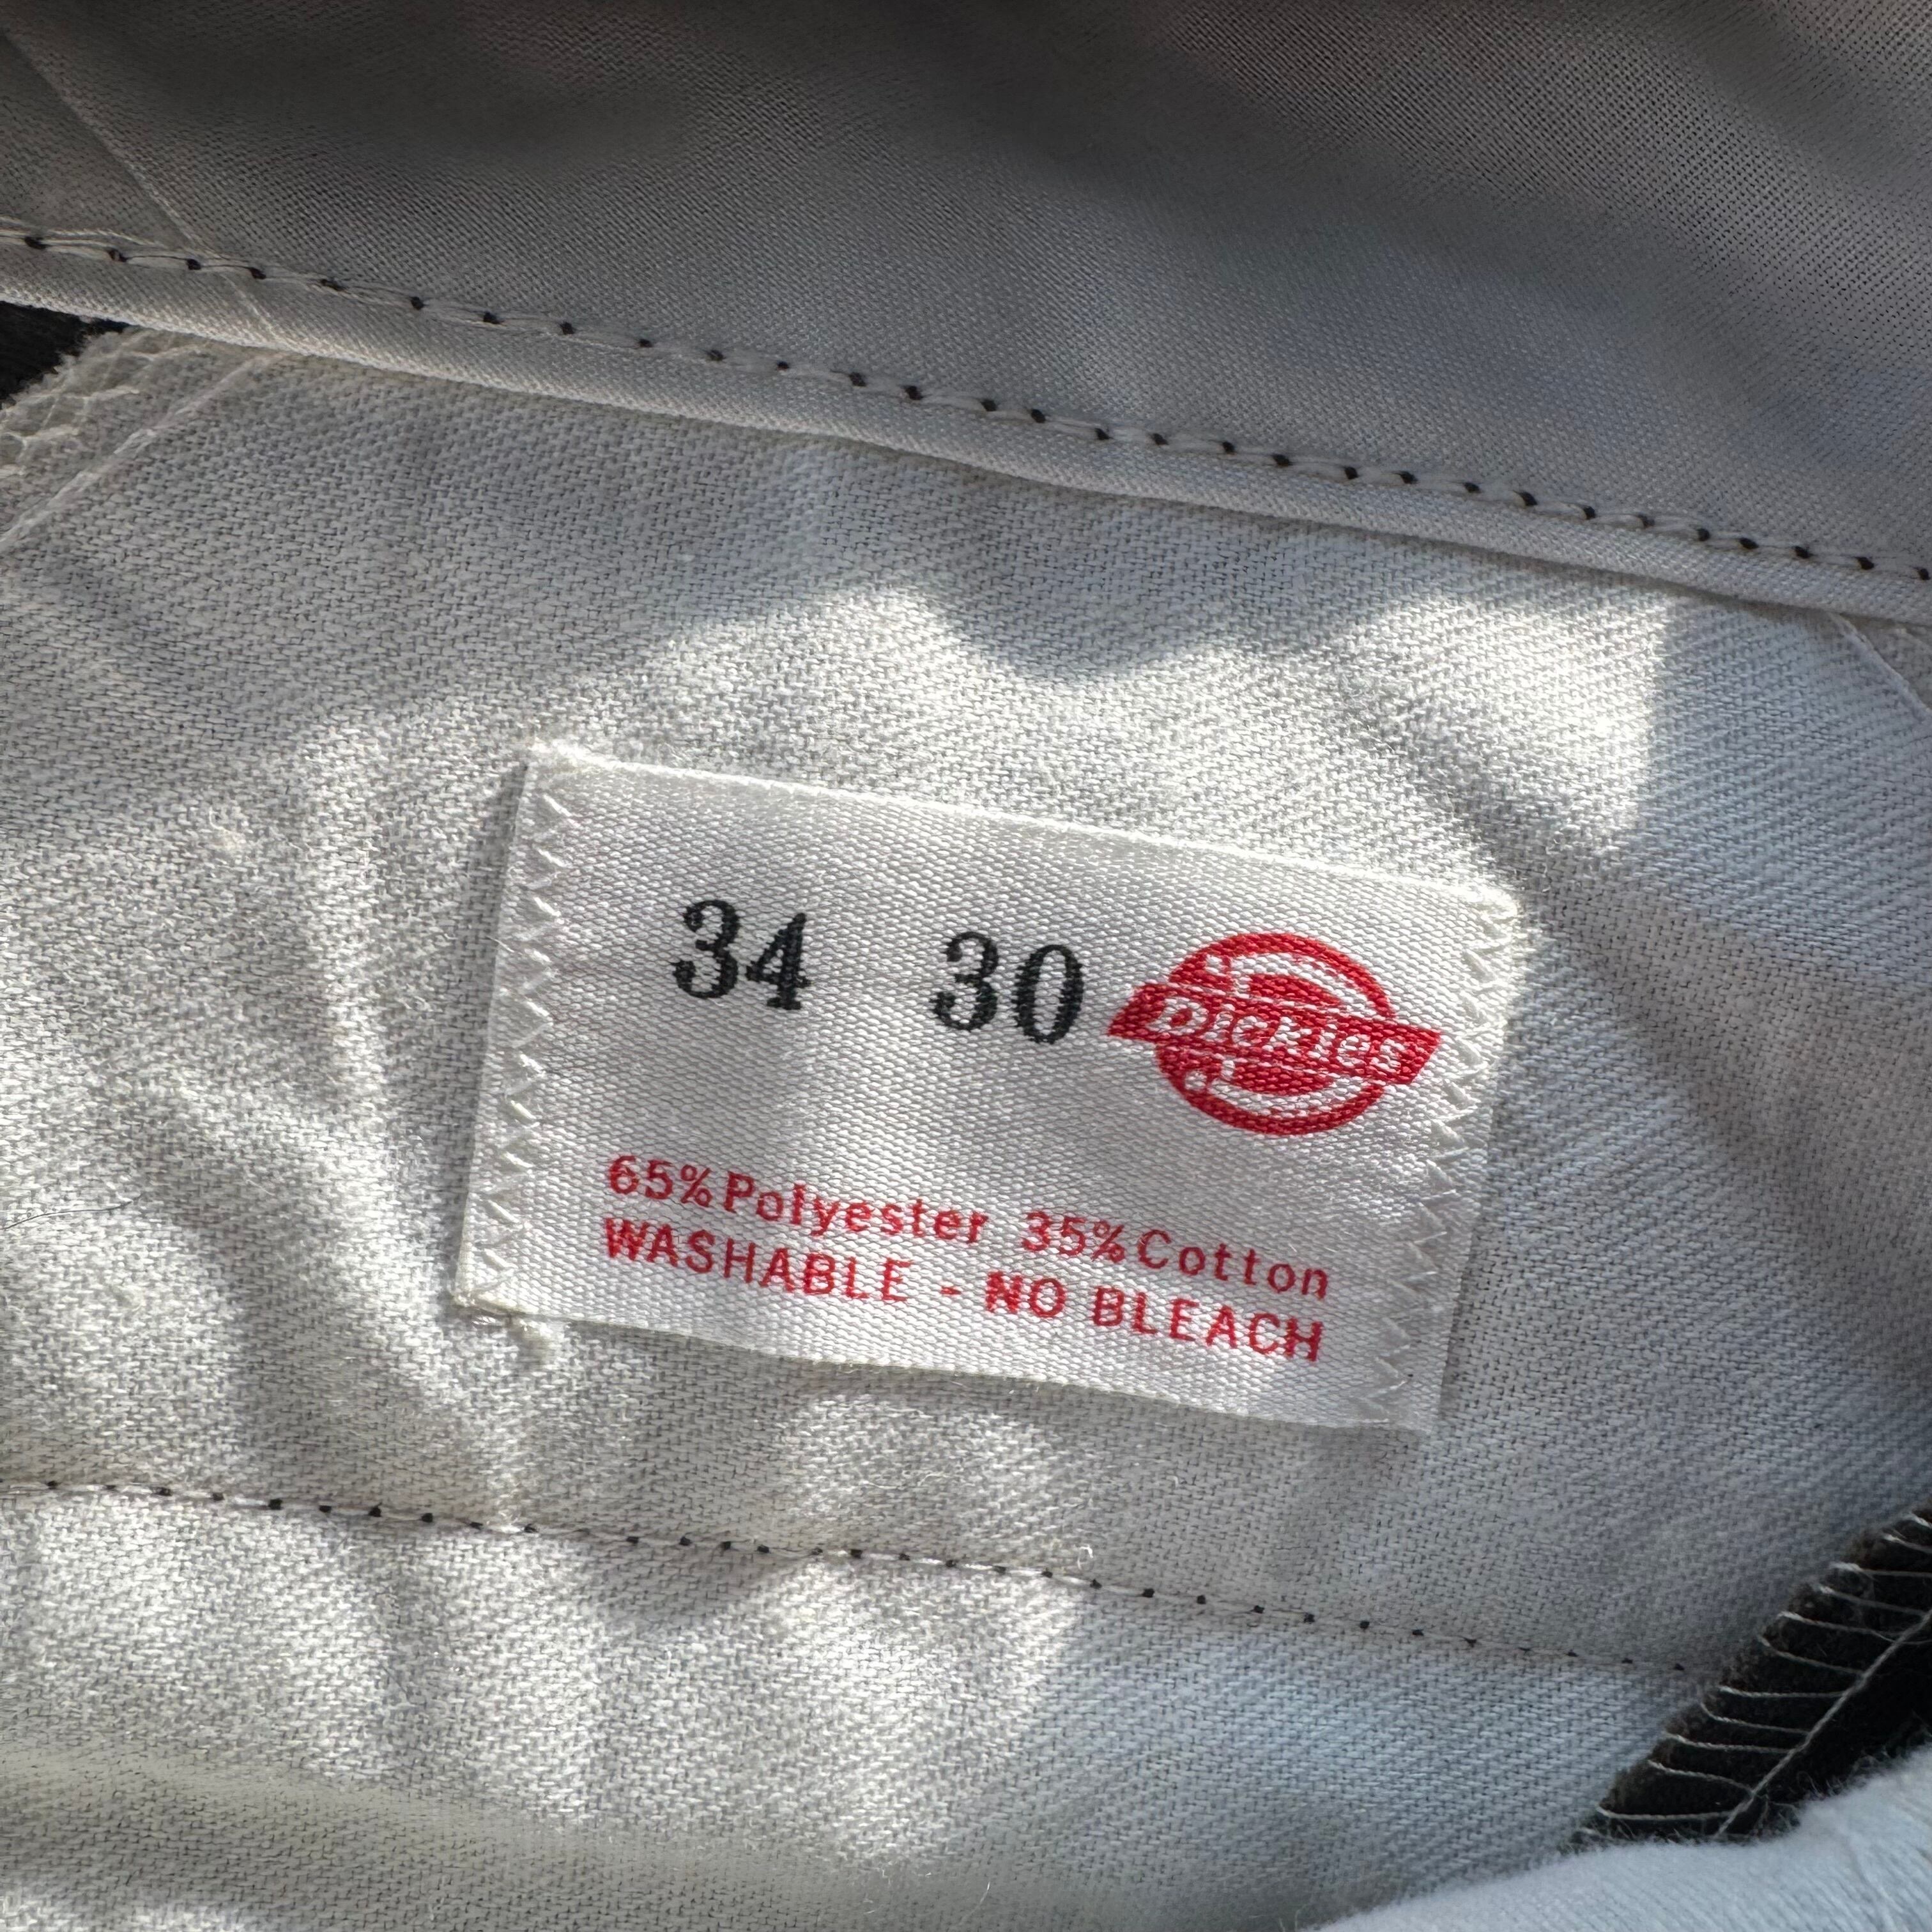 34 30 Dickies
65% Polyester 35% Cotton
WASHABLE - NO BLEACH